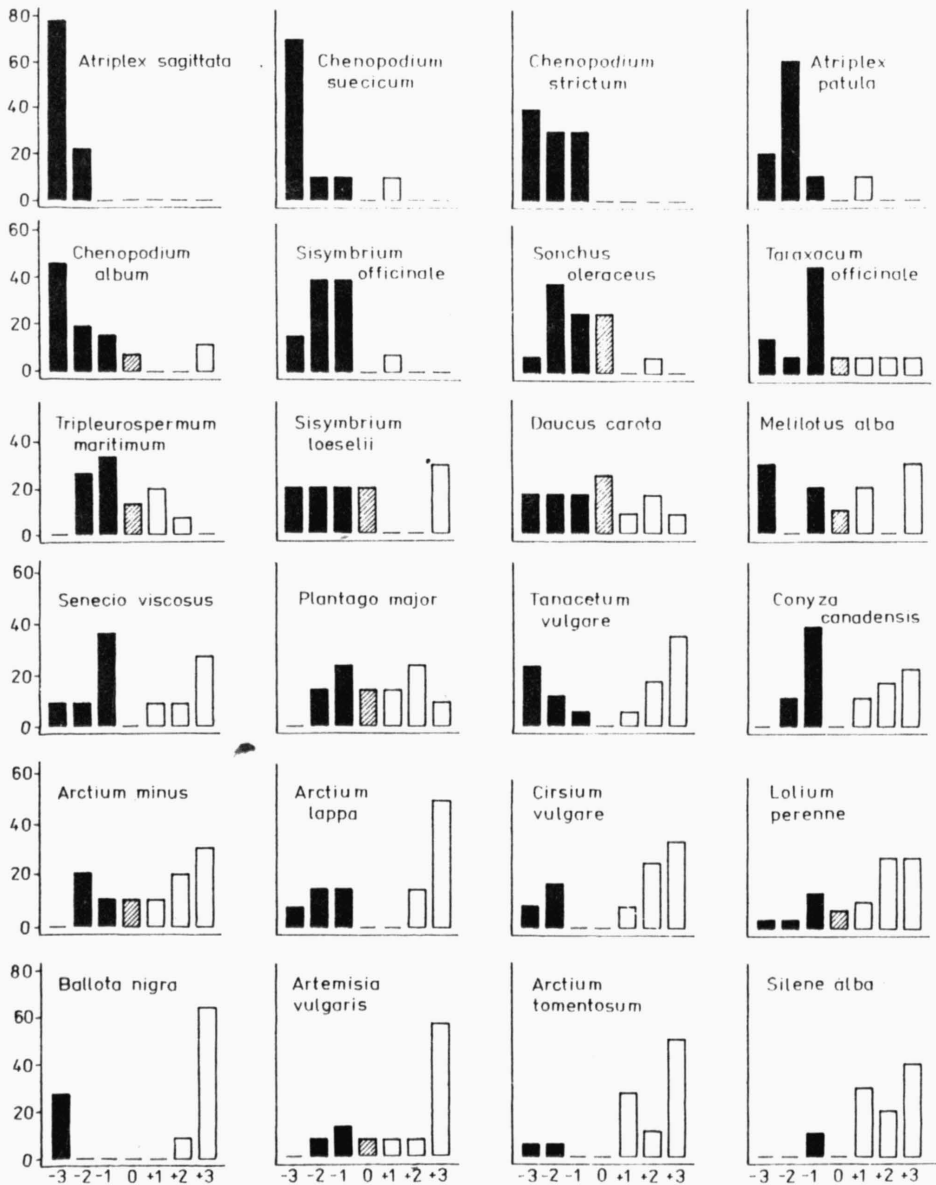 80
60
40
20
0
Atriplex sagittata
Chenopodium
suecicum
Chenopodium
strictum
Atriplex
patula
60
40
20
0
Chenopodium
album
Sisymbrium
officinale
Sonchus
oleraceus
Taraxacum
officinale
40
20
0
Tripleurospermum
maritimum
Sisymbrium
loeselii
Daucus carota
Melilotus alba
60
40
20
0
Senecio viscosus
Plantago major
Tanacetum
vulgare
Conyza
canadensis
60
40
20
0
Arctium minus
Arctium
lappa
Cirsium
vulgare
Lolium
perenne
80
60
40
20
0
Ballota nigra
Artemisia
vulgaris
Arctium
tomentosum
Silene alba
-3 -2 -1 0 +1 +2 +3
-3 -2 -1 0 +1 +2 +3
-3 -2 -1 0 +1 +2 +3
-3 -2 -1 0 +1 +2 +3